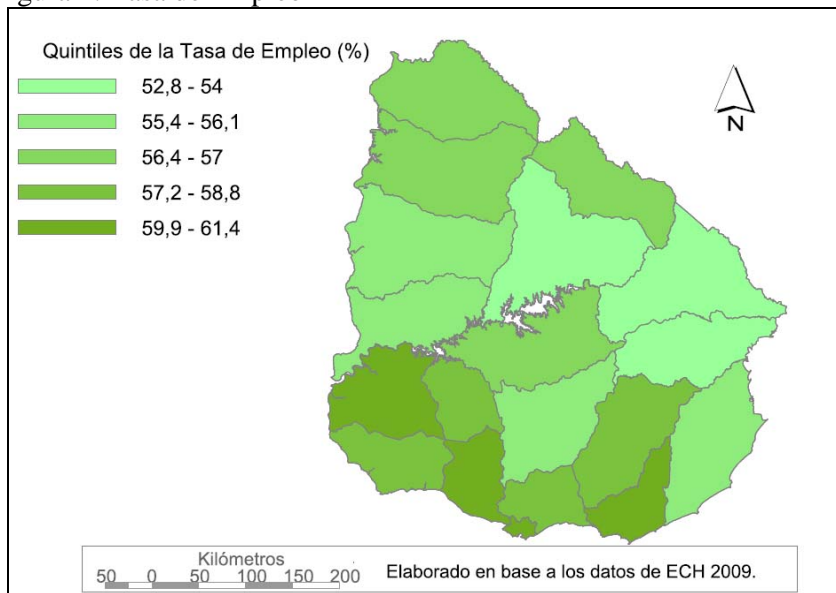 Quintiles de la Tasa de Empleo (%)
52,8 - 54
55,4 - 56,1
56,4 - 57
57,2 - 58,8
59,9 - 61,4
N
Kilómetros
50 0 50 100 150 200
Elaborado en base a los datos de ECH 2009.